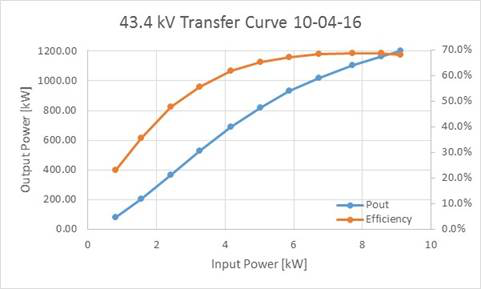 43.4 kV Transfer Curve 10-04-16
1200.00
1000.00
800.00
600.00
400.00
200.00
0.00
Output Power [kW]
70.0%
60.0%
50.0%
40.0%
30.0%
20.0%
10.0%
0.0%
Pout
Efficiency
0 2 4 6 8 10
Input Power [kW]